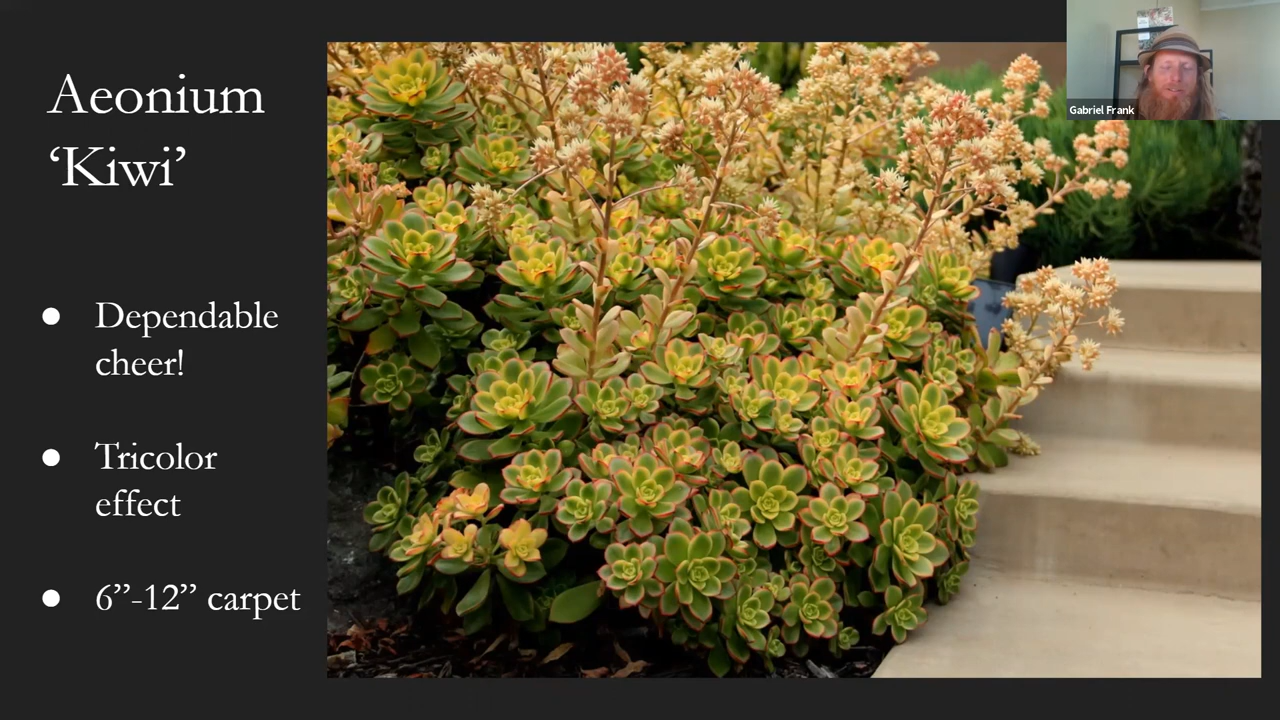 Aeonium
‘Kiwi’
● Dependable
cheer!
● Tricolor
effect
● 6”-12” carpet
Gabriel Frank